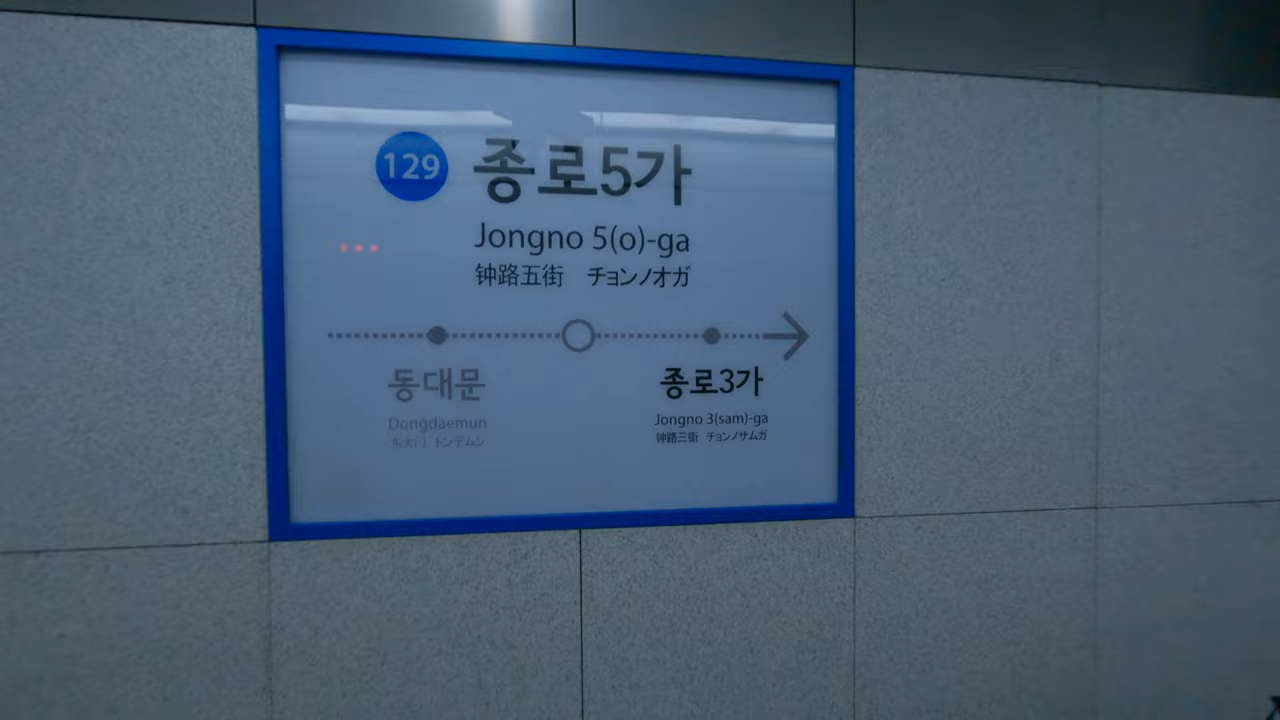 129 종로5가
Jongno 5(o)-ga
钟路五街 チョンノオガ
동대문 종로3가
Dongdaemun Jongno 3(sam)-ga
东大门 トンデムン 钟路三街 チョンノサムガ